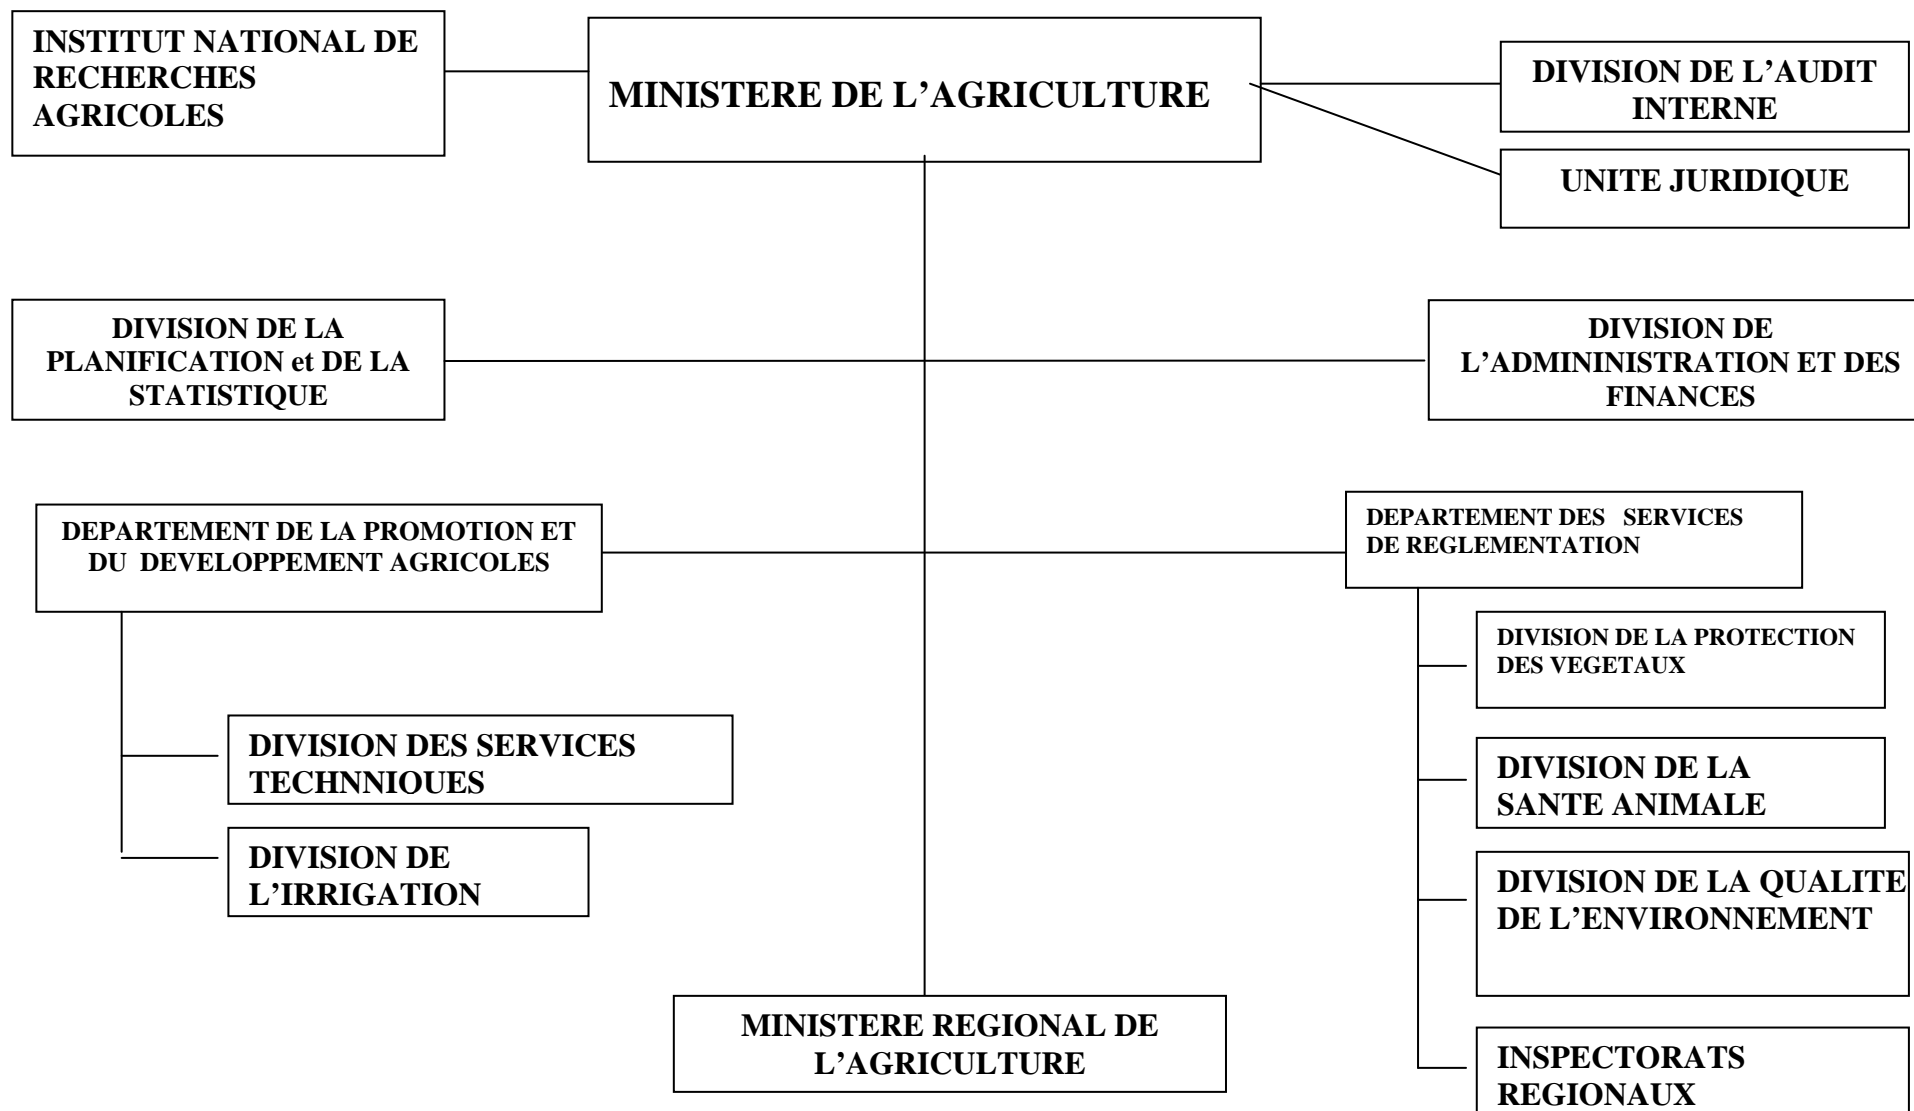 INSTITUT NATIONAL DE
RECHERCHES
AGRICOLES
MINISTERE DE L’AGRICULTURE
DIVISION DE L’AUDIT
INTERNE
UNITE JURIDIQUE
DIVISION DE LA
PLANIFICATION et DE LA
STATISTIQUE
DIVISION DE
L’ADMININISTRATION ET DES
FINANCES
DEPARTEMENT DE LA PROMOTION ET
DU DEVELOPPEMENT AGRICOLES
DEPARTEMENT DES SERVICES
DE REGLEMENTATION
DIVISION DE LA PROTECTION
DES VEGETAUX
DIVISION DES SERVICES
TECHNNIQUES
DIVISION DE LA
SANTE ANIMALE
DIVISION DE
L’IRRIGATION
DIVISION DE LA QUALITE
DE L’ENVIRONNEMENT
MINISTERE REGIONAL DE
L’AGRICULTURE
INSPECTORATS
REGIONAUX